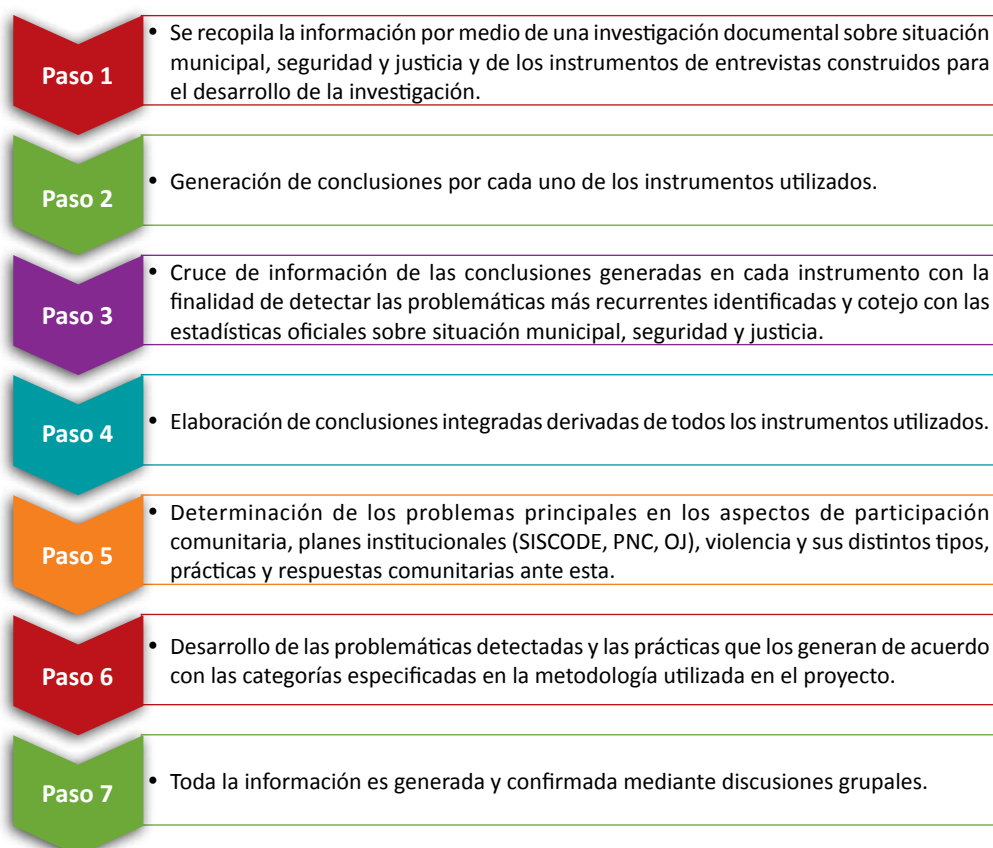 Paso 1
• Se recopila la información por medio de una investigación documental sobre situación
municipal, seguridad y justicia y de los instrumentos de entrevistas construidos para
el desarrollo de la investigación.
Paso 2
• Generación de conclusiones por cada uno de los instrumentos utilizados.
Paso 3
• Cruce de información de las conclusiones generadas en cada instrumento con la
finalidad de detectar las problemáticas más recurrentes identificadas y cotejo con las
estadísticas oficiales sobre situación municipal, seguridad y justicia.
Paso 4
• Elaboración de conclusiones integradas derivadas de todos los instrumentos utilizados.
Paso 5
• Determinación de los problemas principales en los aspectos de participación
comunitaria, planes institucionales (SISCODE, PNC, OJ), violencia y sus distintos tipos,
prácticas y respuestas comunitarias ante esta.
Paso 6
• Desarrollo de las problemáticas detectadas y las prácticas que los generan de acuerdo
con las categorías especificadas en la metodología utilizada en el proyecto.
Paso 7
• Toda la información es generada y confirmada mediante discusiones grupales.